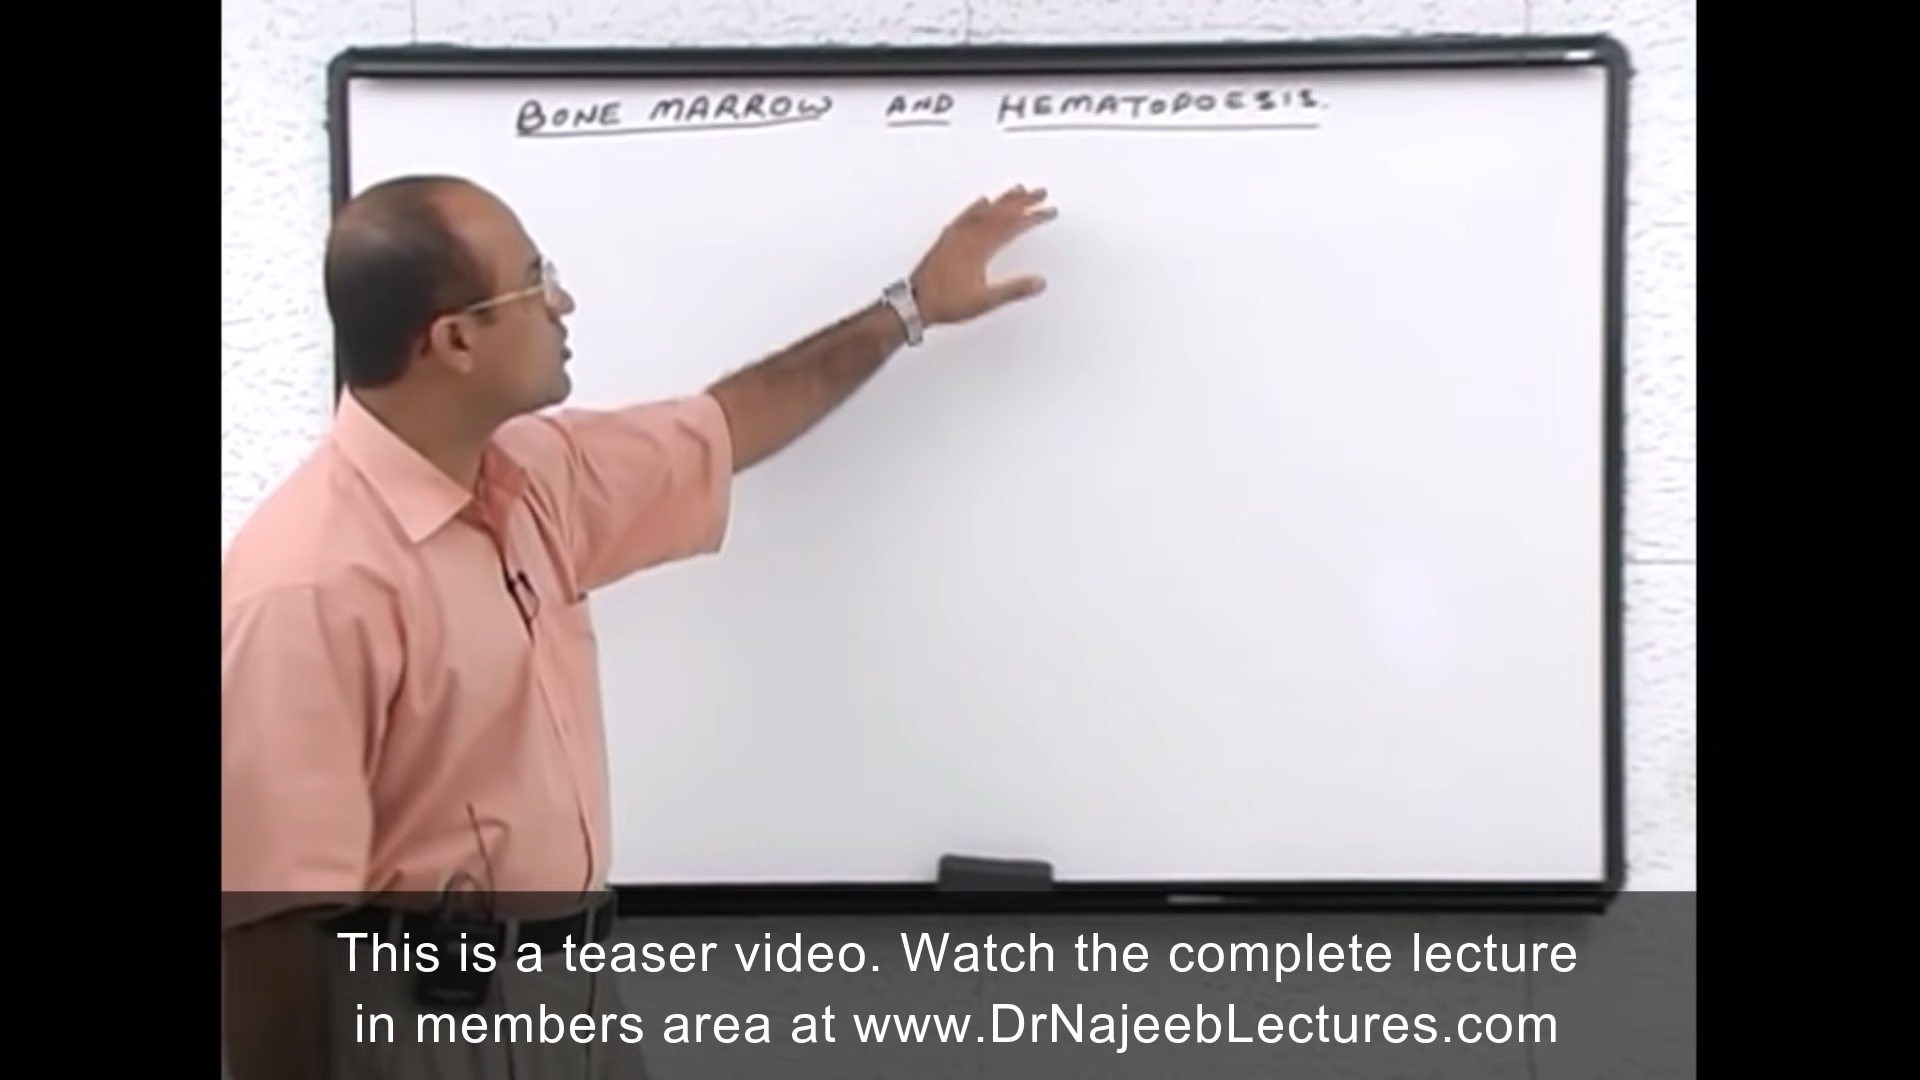 BONE MARROW AND HEMATOPOESIS.
This is a teaser video. Watch the complete lecture
in members area at www.DrNajeebLectures.com